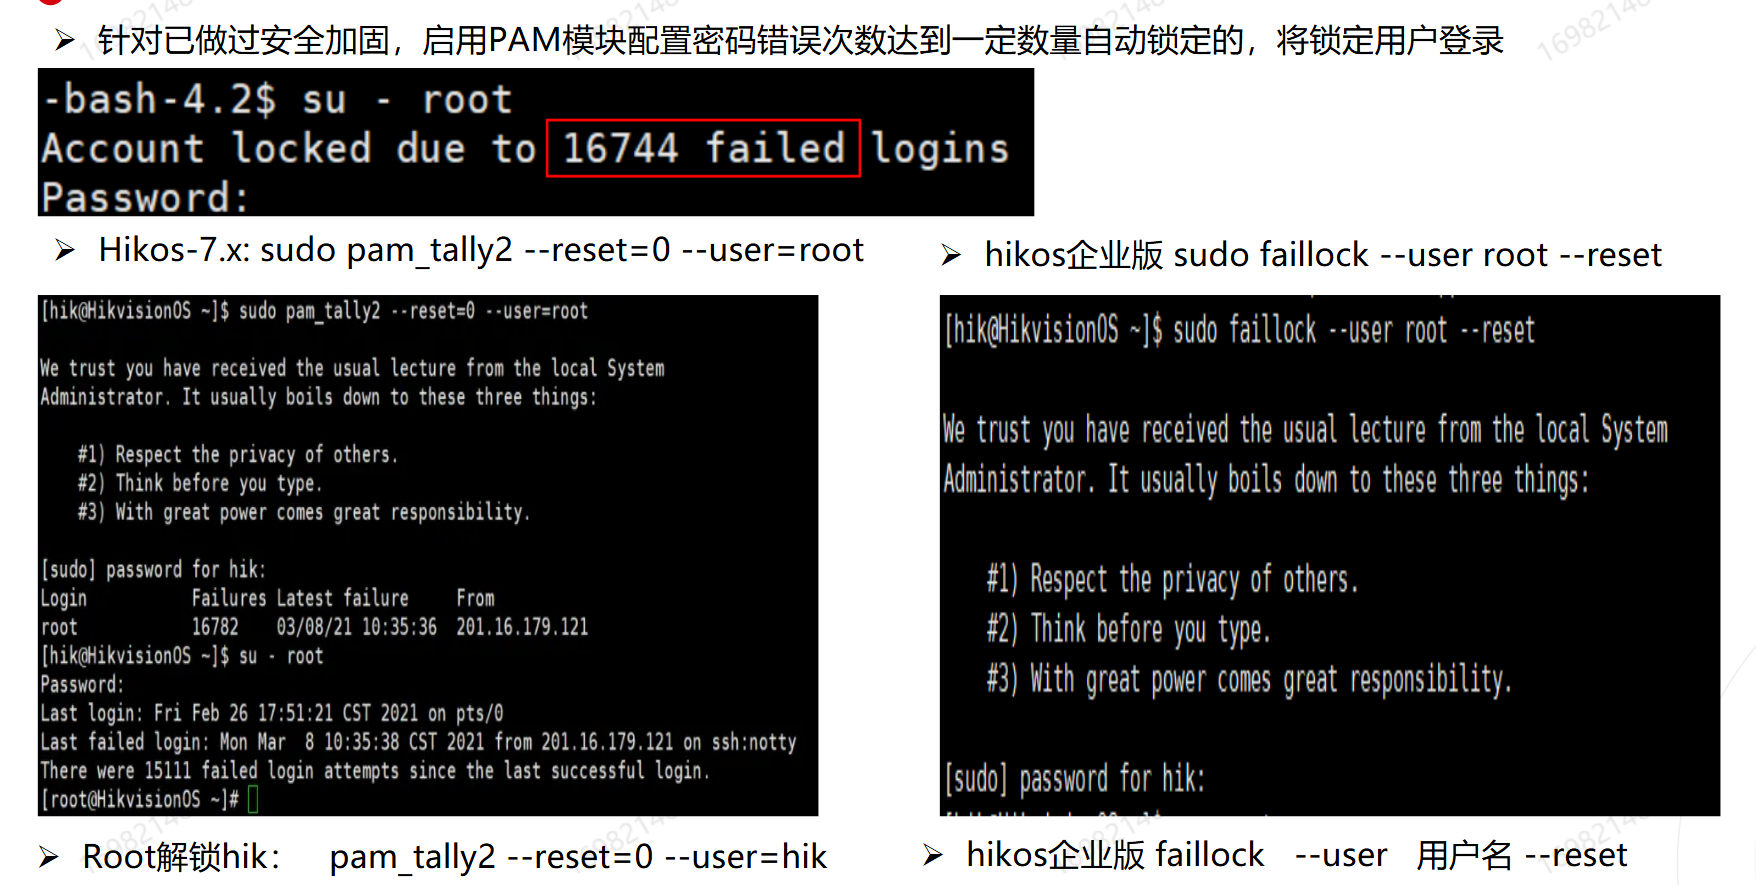 ➢ 针对已做过安全加固，启用PAM模块配置密码错误次数达到一定数量自动锁定的，将锁定用户登录
-bash-4.2$ su - root
Account locked due to 16744 failed logins
Password:
➢ Hikos-7.x: sudo pam_tally2 --reset=0 --user=root
[hik@HikvisionOS ~]$ sudo pam_tally2 --reset=0 --user=root
We trust you have received the usual lecture from the local System
Administrator. It usually boils down to these three things:
#1) Respect the privacy of others.
#2) Think before you type.
#3) With great power comes great responsibility.
[sudo] password for hik:
Login Failures Latest failure From
root 16782 03/08/21 10:35:36 201.16.179.121
[hik@HikvisionOS ~]$ su - root
Password:
Last login: Fri Feb 26 17:51:21 CST 2021 on pts/0
Last failed login: Mon Mar 8 10:35:38 CST 2021 from 201.16.179.121 on ssh:notty
There were 15111 failed login attempts since the last successful login.
[root@HikvisionOS ~]#
➢ Root解锁hik： pam_tally2 --reset=0 --user=hik
➢ hikos企业版 sudo faillock --user root --reset
[hik@HikvisionOS ~]$ sudo faillock --user root --reset
We trust you have received the usual lecture from the local System
Administrator. It usually boils down to these three things:
#1) Respect the privacy of others.
#2) Think before you type.
#3) With great power comes great responsibility.
[sudo] password for hik:
➢ hikos企业版 faillock --user 用户名 --reset